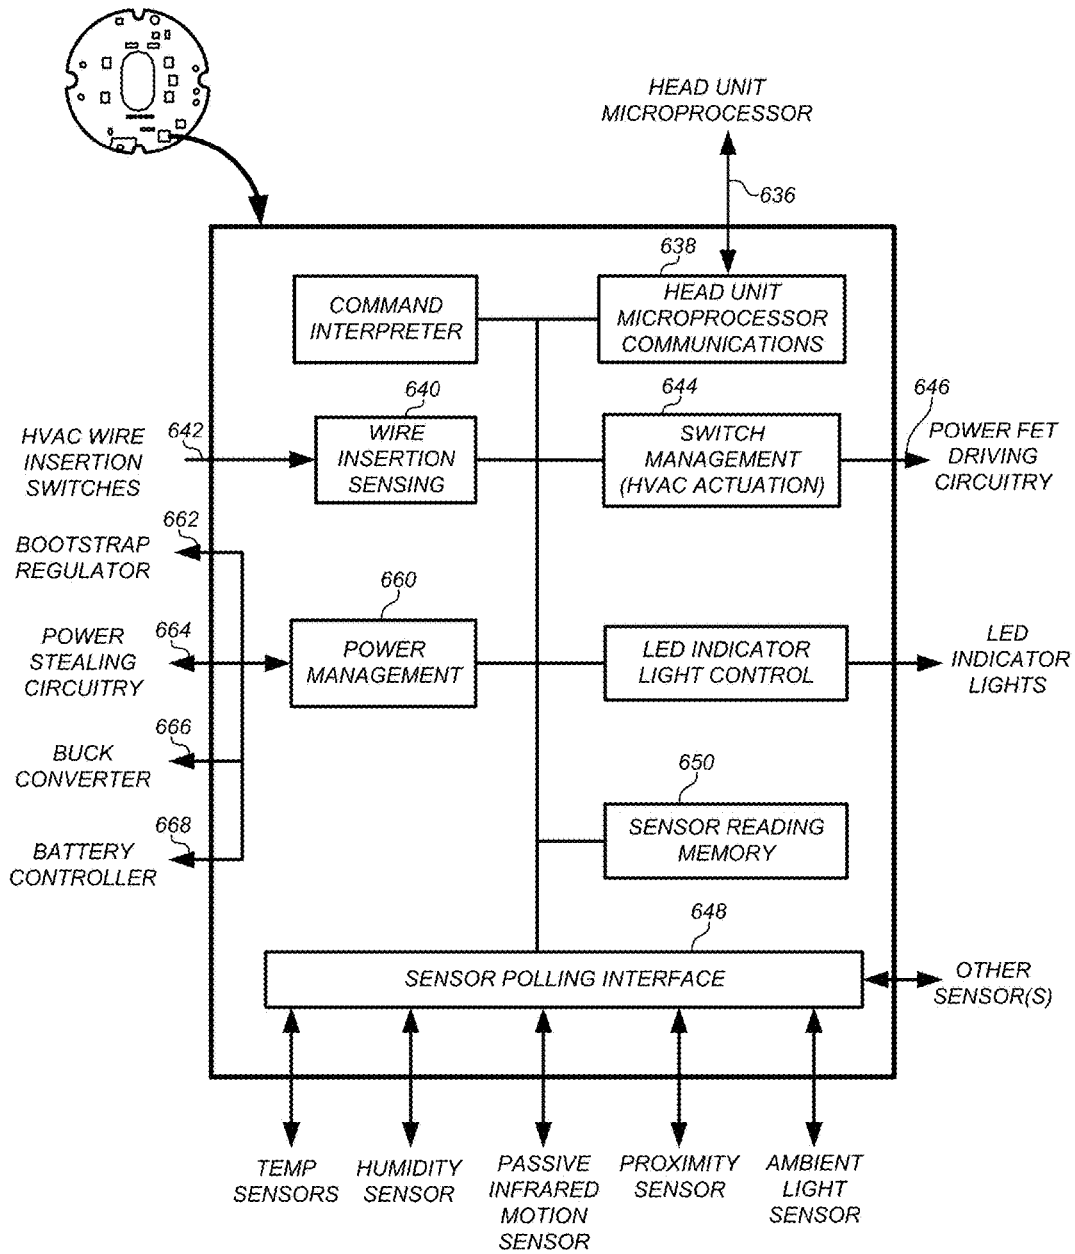 HEAD UNIT
MICROPROCESSOR
636
638
COMMAND
INTERPRETER
HEAD UNIT
MICROPROCESSOR
COMMUNICATIONS
640
644
646
HVAC WIRE
INSERTION
SWITCHES
642
WIRE
INSERTION
SENSING
SWITCH
MANAGEMENT
(HVAC ACTUATION)
POWER FET
DRIVING
CIRCUITRY
662
BOOTSTRAP
REGULATOR
660
664
POWER
STEALING
CIRCUITRY
POWER
MANAGEMENT
LED INDICATOR
LIGHT CONTROL
LED
INDICATOR
LIGHTS
666
BUCK
CONVERTER
650
SENSOR READING
MEMORY
668
BATTERY
CONTROLLER
648
SENSOR POLLING INTERFACE
OTHER
SENSOR(S)
TEMP
SENSORS
HUMIDITY
SENSOR
PASSIVE
INFRARED
MOTION
SENSOR
PROXIMITY
SENSOR
AMBIENT
LIGHT
SENSOR